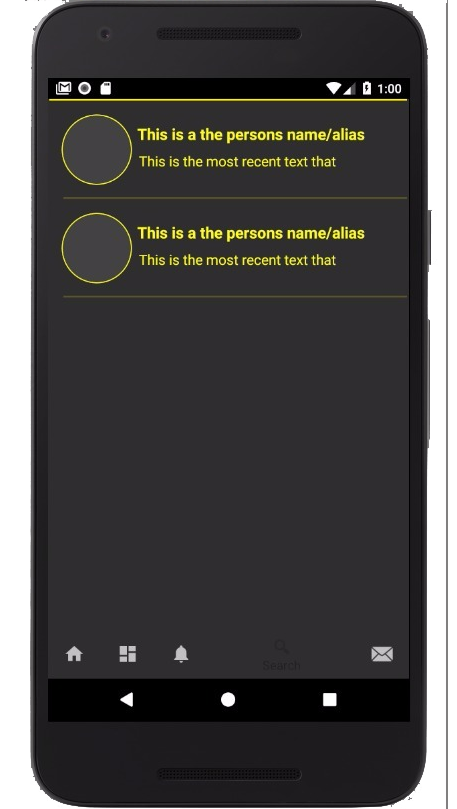 1:00
This is a the persons name/alias
This is the most recent text that
This is a the persons name/alias
This is the most recent text that
Search